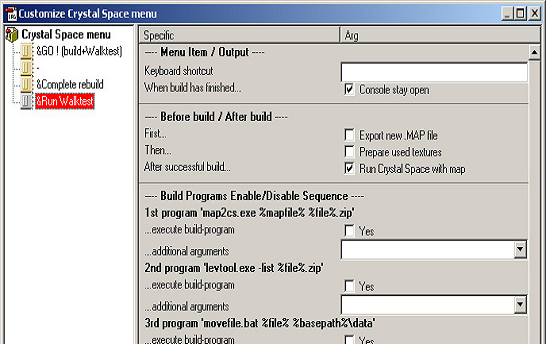 Customize Crystal Space menu
Crystal Space menu
&GO ! (build+Walktest)
-
&Complete rebuild
&Run Walktest
Specific Arg
---- Menu Item / Output ----
Keyboard shortcut
When build has finished... Console stay open
---- Before build / After build ----
First... Export new .MAP file
Then... Prepare used textures
After successful build... Run Crystal Space with map
---- Build Programs Enable/Disable Sequence ----
1st program 'map2cs.exe %mapfile% %file%.zip'
...execute build-program Yes
...additional arguments
2nd program 'levtool.exe -list %file%.zip'
...execute build-program Yes
...additional arguments
3rd program 'movefile.bat %file% %basepath%\data'
...execute build-program Yes